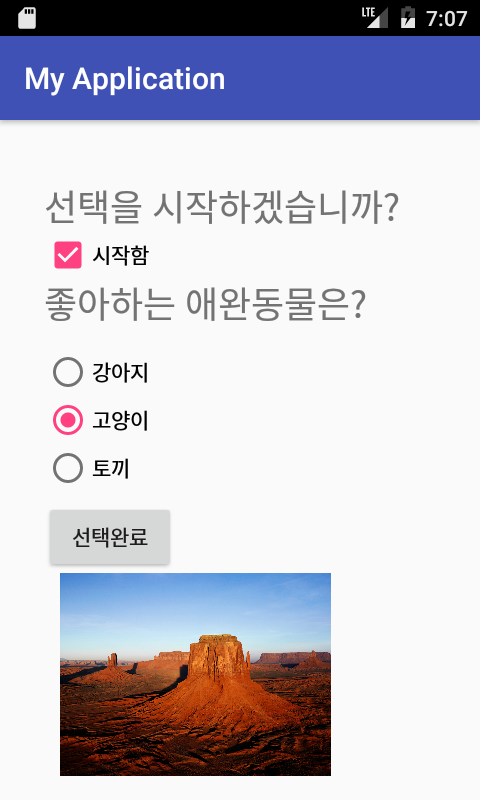 LTE 7:07
My Application
선택을 시작하겠습니까?
시작함
좋아하는 애완동물은?
강아지
고양이
토끼
선택완료